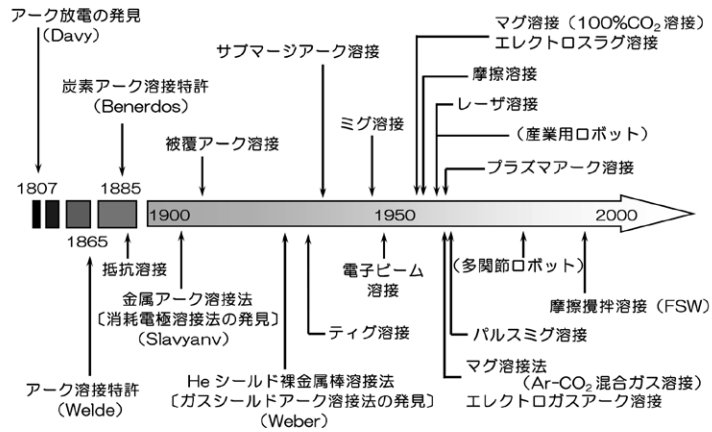 アーク放電の発見
(Davy)
炭素アーク溶接特許
(Benerdos)
被覆アーク溶接
サブマージアーク溶接
ミグ溶接
マグ溶接（100%CO₂溶接）
エレクトロスラグ溶接
摩擦溶接
レーザ溶接
(産業用ロボット)
プラズマアーク溶接
1807
1885
1865
1900
1950
2000
抵抗溶接
金属アーク溶接法
〔消耗電極溶接法の発見〕
(Slavyanv)
アーク溶接特許
(Welde)
Heシールド裸金属棒溶接法
〔ガスシールドアーク溶接法の発見〕
(Weber)
ティグ溶接
電子ビーム
溶接
(多関節ロボット)
摩擦攪拌溶接（FSW）
パルスミグ溶接
マグ溶接法
（Ar-CO₂混合ガス溶接）
エレクトロガスアーク溶接